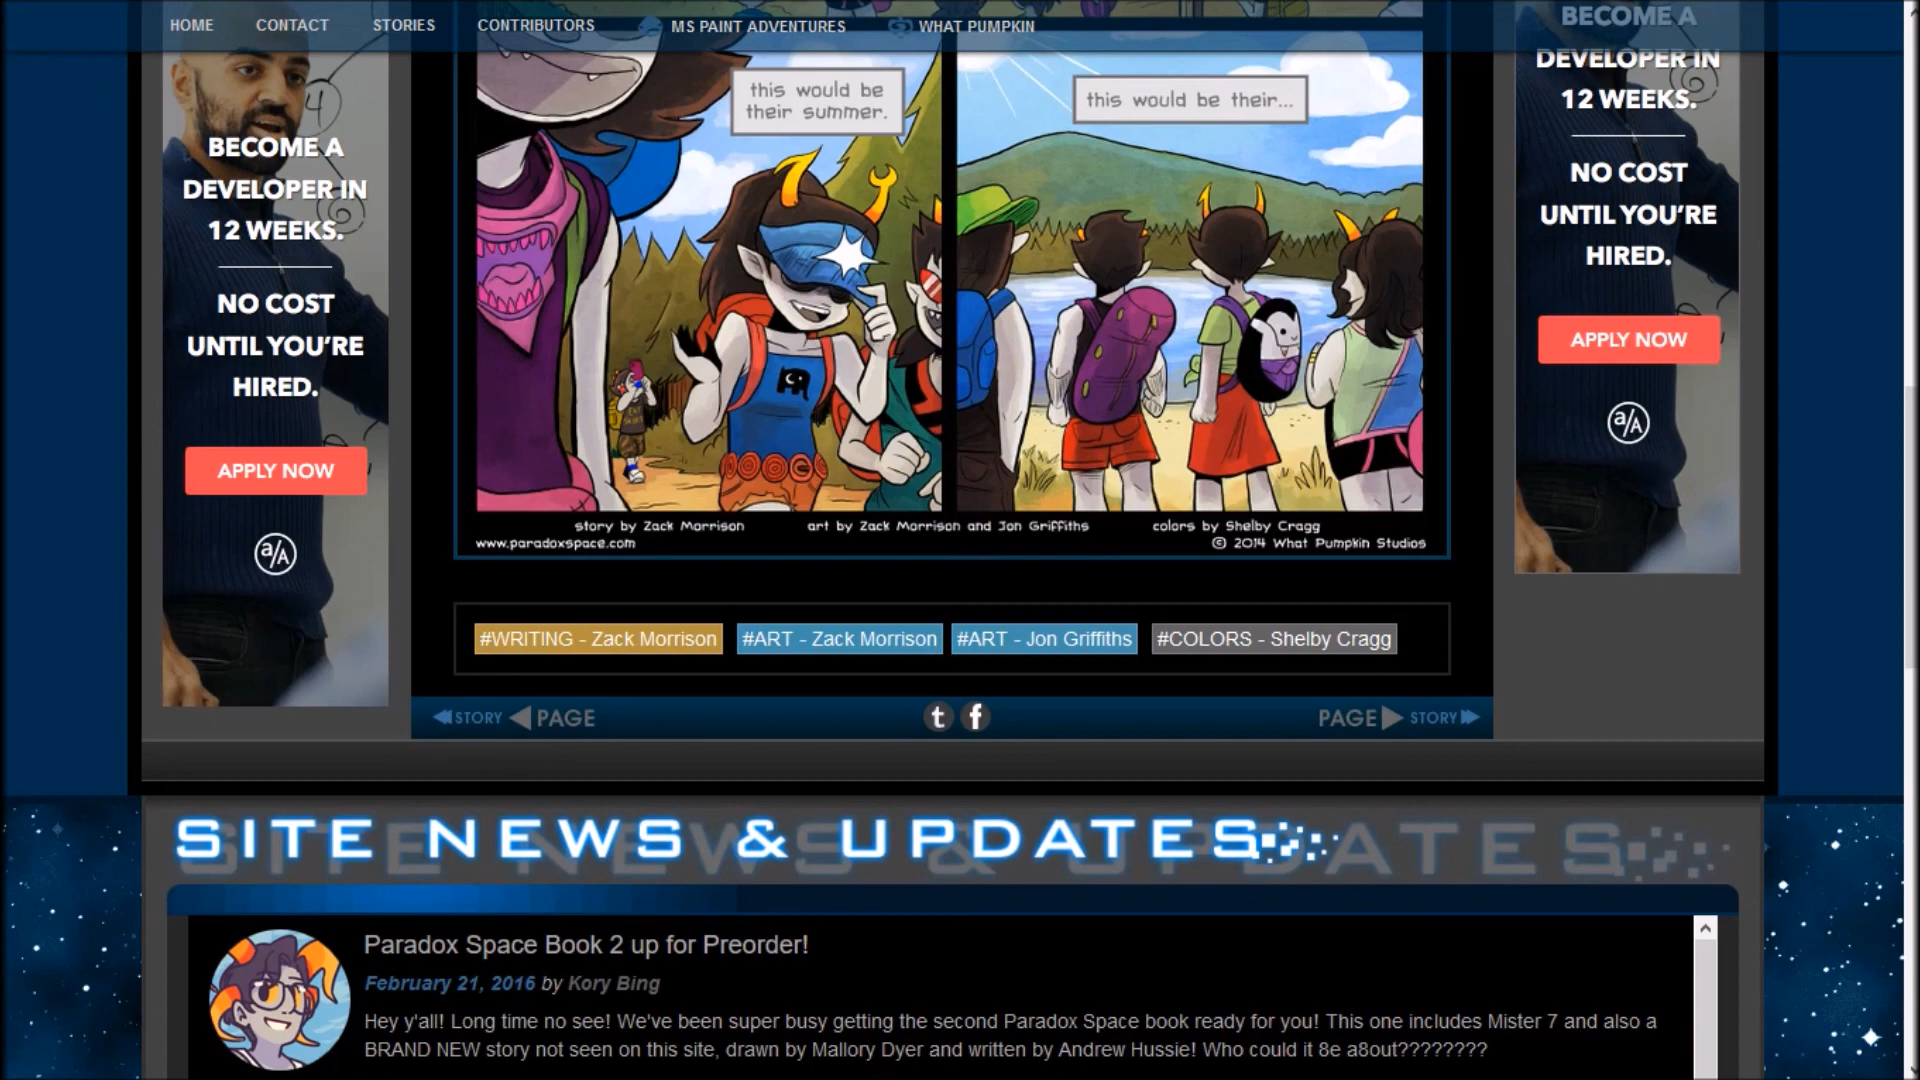 HOME CONTACT STORIES CONTRIBUTORS MS PAINT ADVENTURES WHAT PUMPKIN
BECOME A
DEVELOPER IN
12 WEEKS.
NO COST
UNTIL YOU'RE
HIRED.
APPLY NOW
a/A
this would be
their summer.
this would be their...
story by Zack Morrison art by Zack Morrison and Jon Griffiths colors by Shelby Cragg
www.paradoxspace.com © 2014 What Pumpkin Studios
BECOME A
DEVELOPER IN
12 WEEKS.
NO COST
UNTIL YOU'RE
HIRED.
APPLY NOW
a/A
#WRITING - Zack Morrison #ART - Zack Morrison #ART - Jon Griffiths #COLORS - Shelby Cragg
STORY PAGE t f PAGE STORY
SITE NEWS & UPDATES
Paradox Space Book 2 up for Preorder!
February 21, 2016 by Kory Bing
Hey y'all! Long time no see! We've been super busy getting the second Paradox Space book ready for you! This one includes Mister 7 and also a
BRAND NEW story not seen on this site, drawn by Mallory Dyer and written by Andrew Hussie! Who could it 8e a8out????????